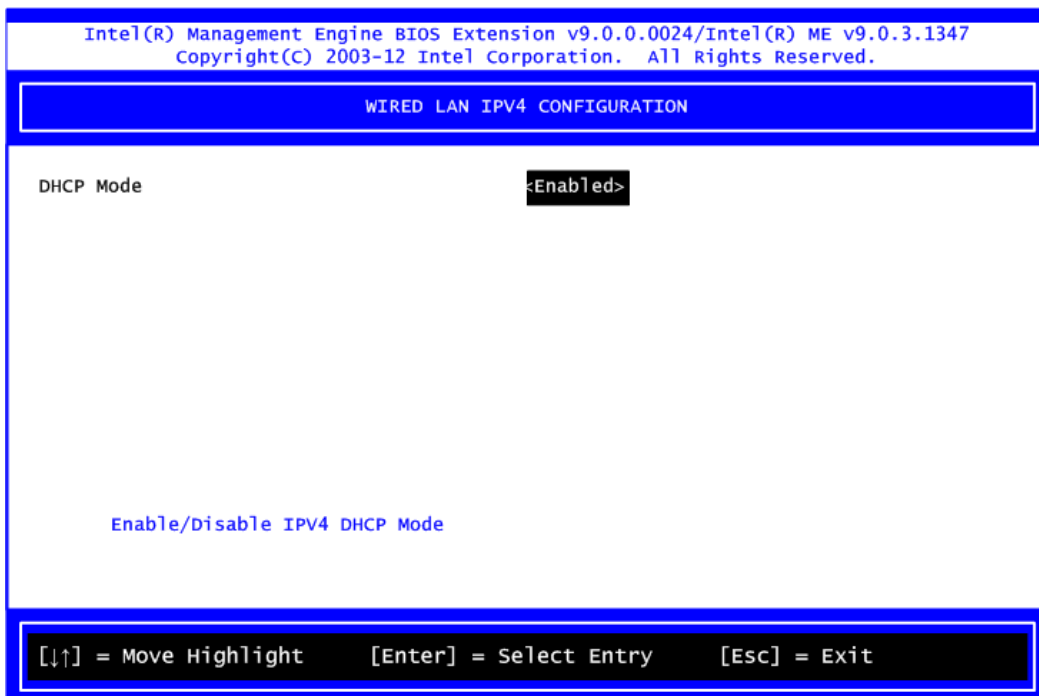 Intel(R) Management Engine BIOS Extension v9.0.0.0024/Intel(R) ME v9.0.3.1347
Copyright(C) 2003-12 Intel Corporation. All Rights Reserved.
WIRED LAN IPV4 CONFIGURATION
DHCP Mode <Enabled>
Enable/Disable IPV4 DHCP Mode
[↓↑] = Move Highlight [Enter] = Select Entry [Esc] = Exit